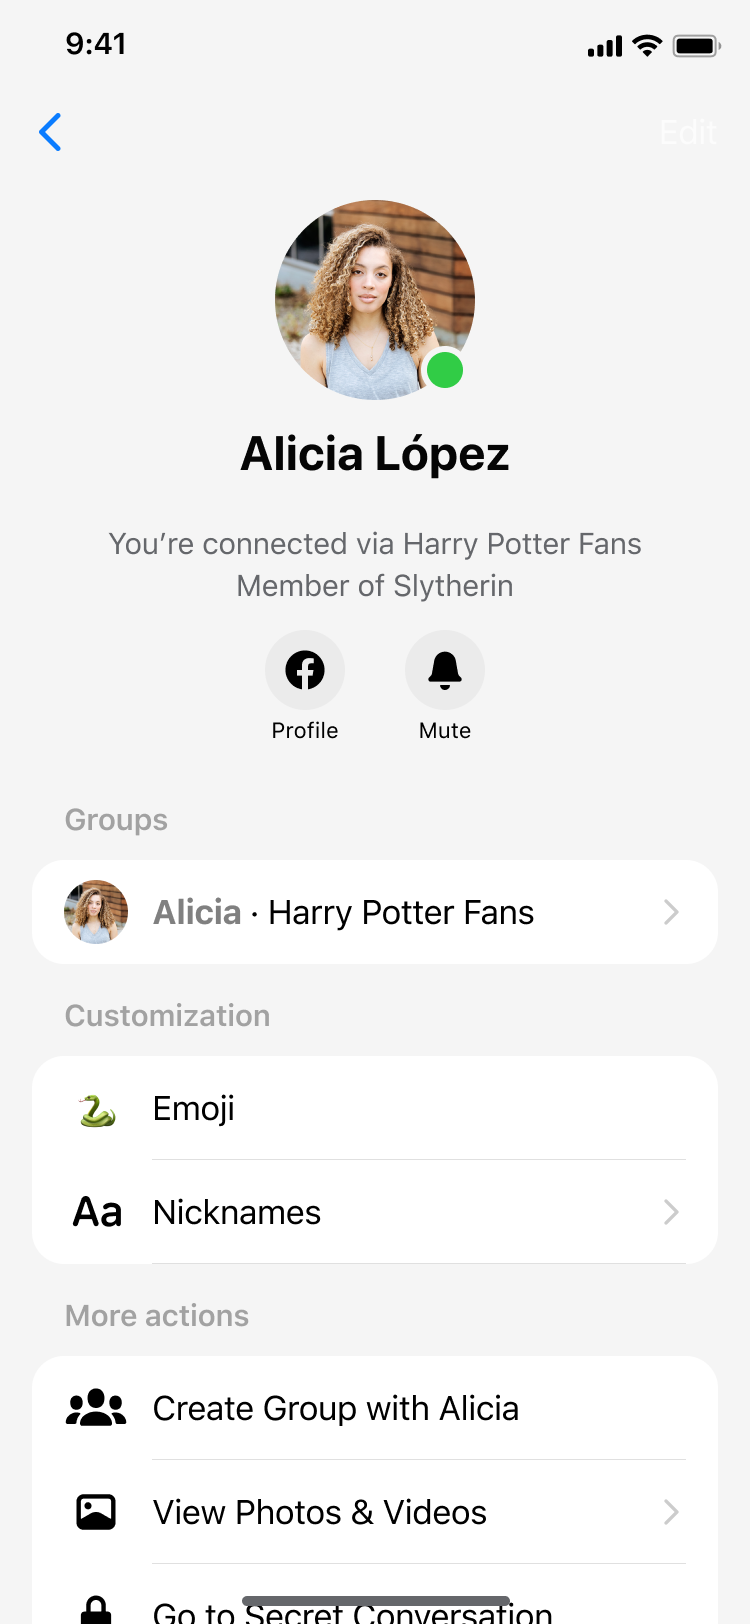 9:41
Edit
Alicia López
You’re connected via Harry Potter Fans
Member of Slytherin
Profile
Mute
Groups
Alicia · Harry Potter Fans
Customization
Emoji
Aa
Nicknames
More actions
Create Group with Alicia
View Photos & Videos
Go to Secret Conversation